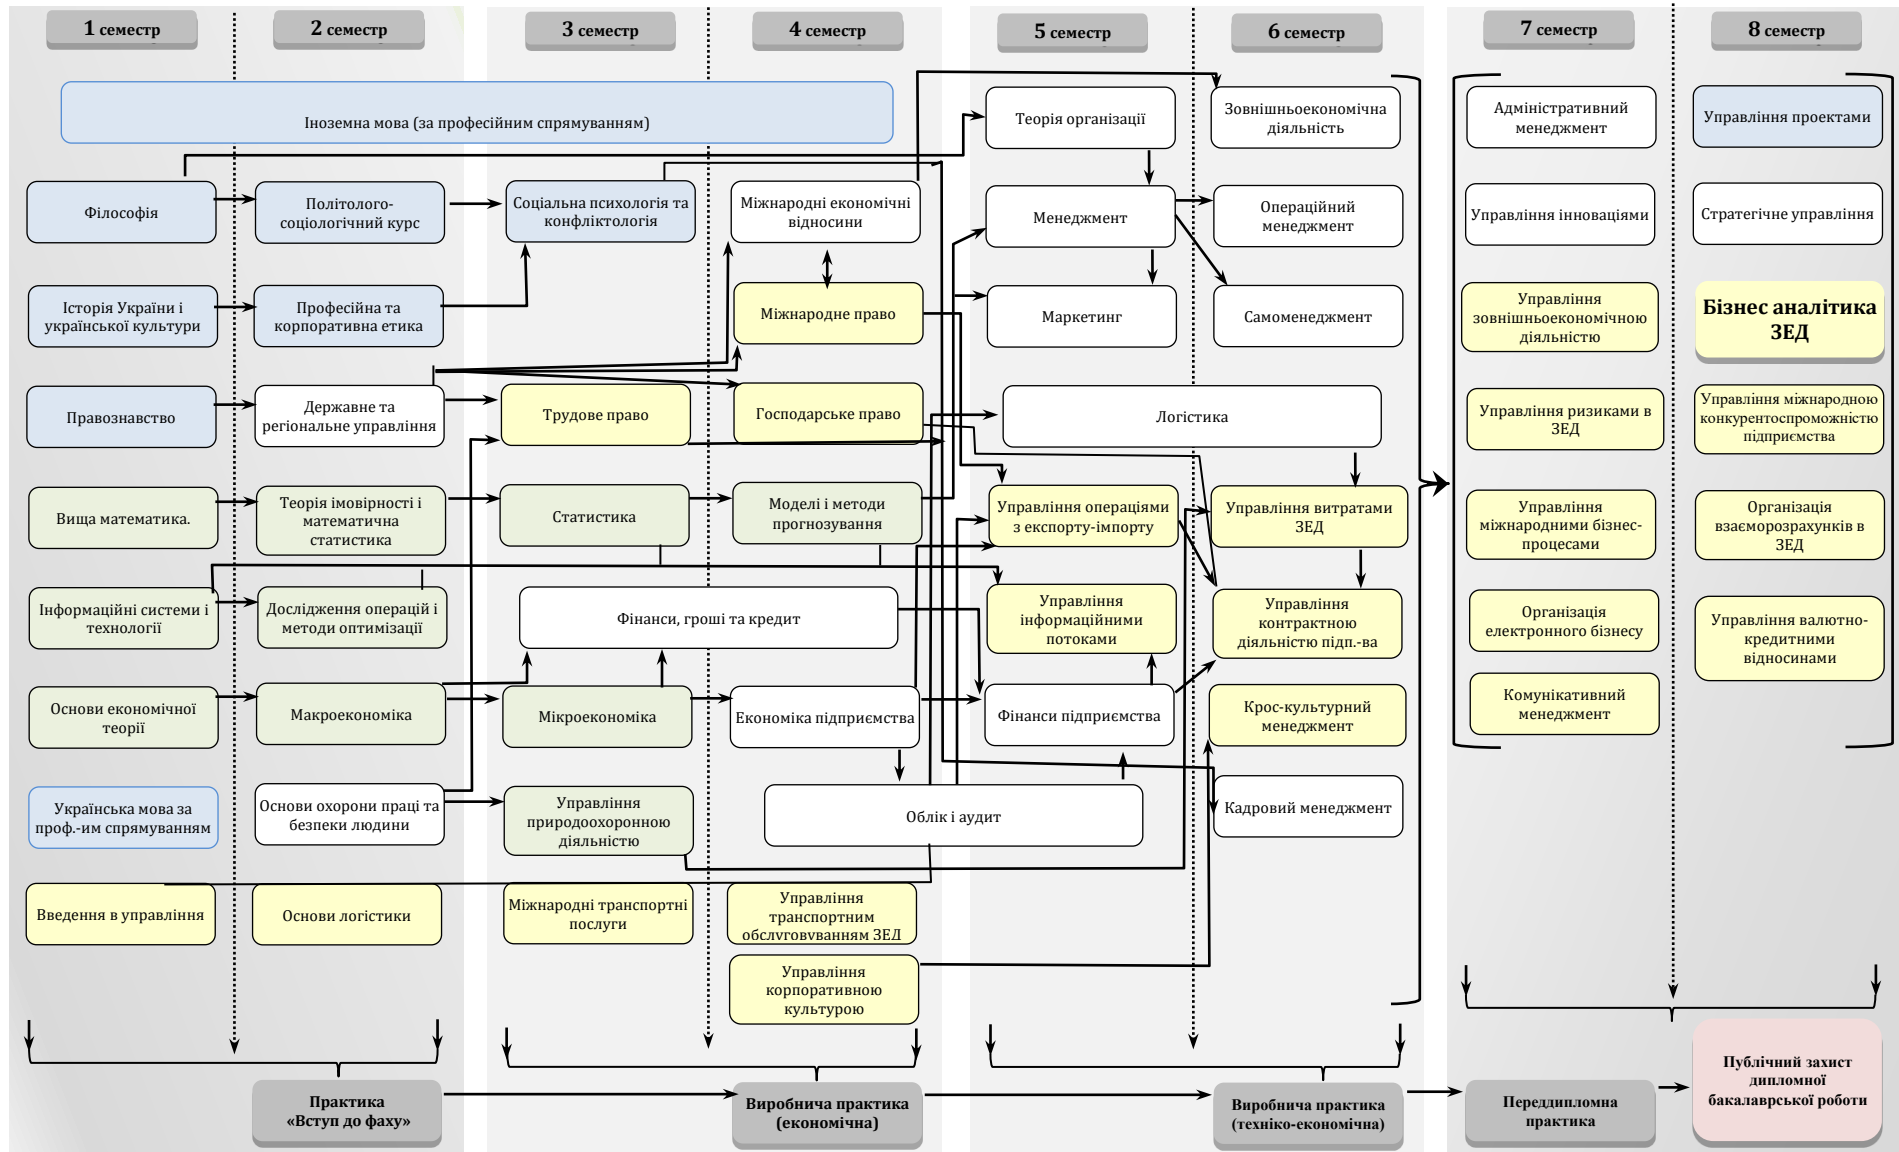 1 семестр
2 семестр
3 семестр
4 семестр
5 семестр
6 семестр
7 семестр
8 семестр
Іноземна мова (за професійним спрямуванням)
Теорія організації
Зовнішньоекономічна
діяльність
Адміністративний
менеджмент
Управління проектами
Філософія
Політолого-
соціологічний курс
Соціальна психологія та
конфліктологія
Міжнародні економічні
відносини
Менеджмент
Операційний
менеджмент
Управління інноваціями
Стратегічне управління
Історія України і
української культури
Професійна та
корпоративна етика
Міжнародне право
Маркетинг
Самоменеджмент
Управління
зовнішньоекономічною
діяльністю
Бізнес аналітика
ЗЕД
Правознавство
Державне та
регіональне управління
Трудове право
Господарське право
Логістика
Управління ризиками в
ЗЕД
Управління міжнародною
конкурентоспроможністю
підприємства
Вища математика.
Теорія імовірності і
математична
статистика
Статистика
Моделі і методи
прогнозування
Управління операціями
з експорту-імпорту
Управління витратами
ЗЕД
Управління
міжнародними бізнес-
процесами
Організація
взаєморозрахунків в
ЗЕД
Інформаційні системи і
технології
Дослідження операцій і
методи оптимізації
Фінанси, гроші та кредит
Управління
інформаційними
потоками
Управління
контрактною
діяльністю підп.-ва
Організація
електронного бізнесу
Управління валютно-
кредитними
відносинами
Основи економічної
теорії
Макроекономіка
Мікроекономіка
Економіка підприємства
Фінанси підприємства
Крос-культурний
менеджмент
Комунікативний
менеджмент
Українська мова за
проф.-им спрямуванням
Основи охорони праці та
безпеки людини
Управління
природоохоронною
діяльністю
Облік і аудит
Кадровий менеджмент
Введення в управління
Основи логістики
Міжнародні транспортні
послуги
Управління
транспортним
обслуговуванням ЗЕД
Управління
корпоративною
культурою
Практика
«Вступ до фаху»
Виробнича практика
(економічна)
Виробнича практика
(техніко-економічна)
Переддипломна
практика
Публічний захист
дипломної
бакалаврської роботи